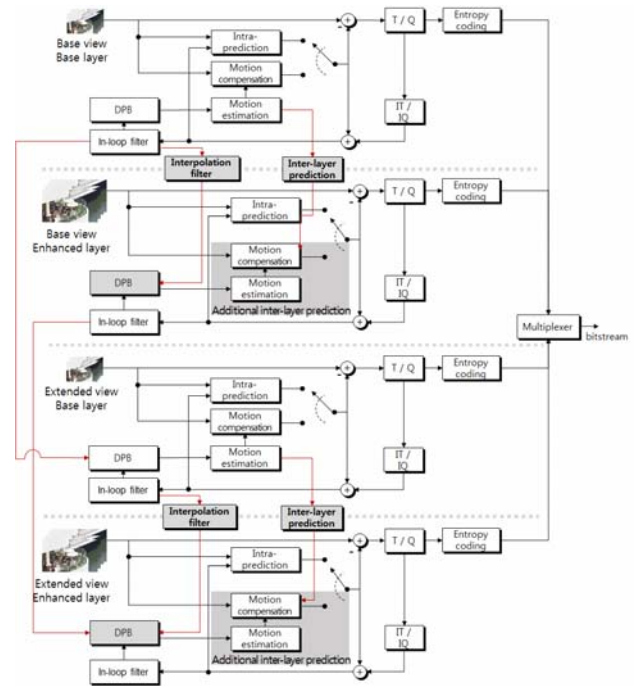 T / Q
Entropy
coding
Base view
Base layer
Intra-
prediction
Motion
compensation
DPB
Motion
estimation
IT /
IQ
In-loop filter
Interpolation
filter
Inter-layer
prediction
T / Q
Entropy
coding
Base view
Enhanced layer
Intra-
prediction
Motion
compensation
DPB
Motion
estimation
IT /
IQ
Additional inter-layer prediction
In-loop filter
Multiplexer
bitstream
T / Q
Entropy
coding
Extended view
Base layer
Intra-
prediction
Motion
compensation
DPB
Motion
estimation
IT /
IQ
In-loop filter
Interpolation
filter
Inter-layer
prediction
T / Q
Entropy
coding
Extended view
Enhanced layer
Intra-
prediction
Motion
compensation
DPB
Motion
estimation
IT /
IQ
Additional inter-layer prediction
In-loop filter